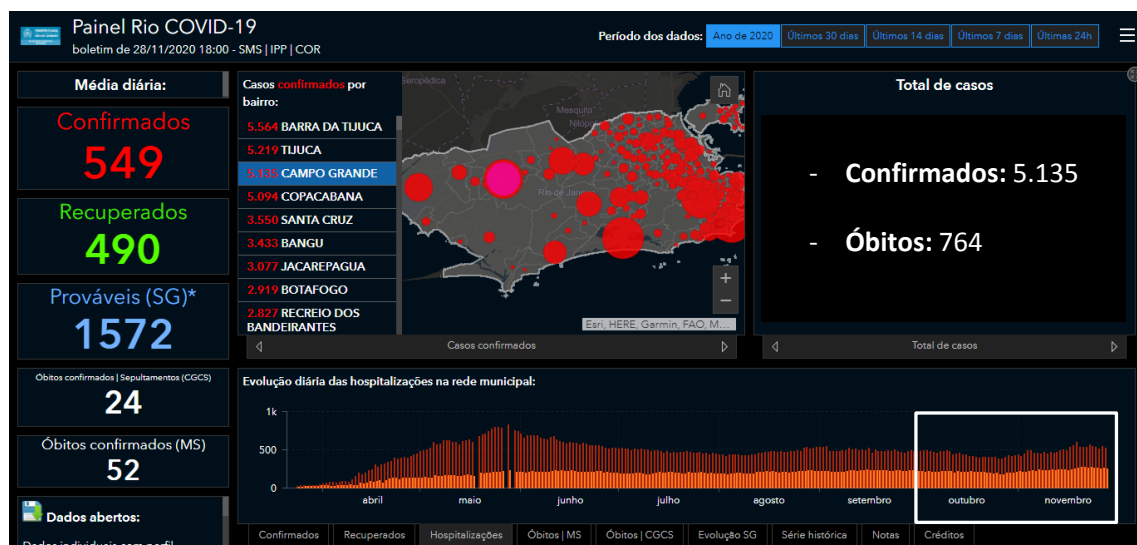 Painel Rio COVID-19
boletim de 28/11/2020 18:00 - SMS | IPP | COR
Período dos dados:
Ano de 2020
Últimos 30 dias
Últimos 14 dias
Últimos 7 dias
Últimas 24h
Média diária:
Confirmados
549
Recuperados
490
Prováveis (SG)*
1572
Óbitos confirmados | Sepultamentos (CGCS)
24
Óbitos confirmados (MS)
52
Dados abertos:
Casos confirmados por
bairro:
5.564 BARRA DA TIJUCA
5.219 TIJUCA
5.135 CAMPO GRANDE
5.094 COPACABANA
3.550 SANTA CRUZ
3.433 BANGU
3.077 JACAREPAGUA
2.919 BOTAFOGO
2.827 RECREIO DOS
BANDEIRANTES
Seropédica
Mesquita
Rio de Jan
Esri, HERE, Garmin, FAO, M...
Casos confirmados
Total de casos
- Confirmados: 5.135
- Óbitos: 764
Total de casos
Evolução diária das hospitalizações na rede municipal:
1k
500
0
abril
maio
junho
julho
agosto
setembro
outubro
novembro
Confirmados
Recuperados
Hospitalizações
Óbitos | MS
Óbitos | CGCS
Evolução SG
Série histórica
Notas
Créditos